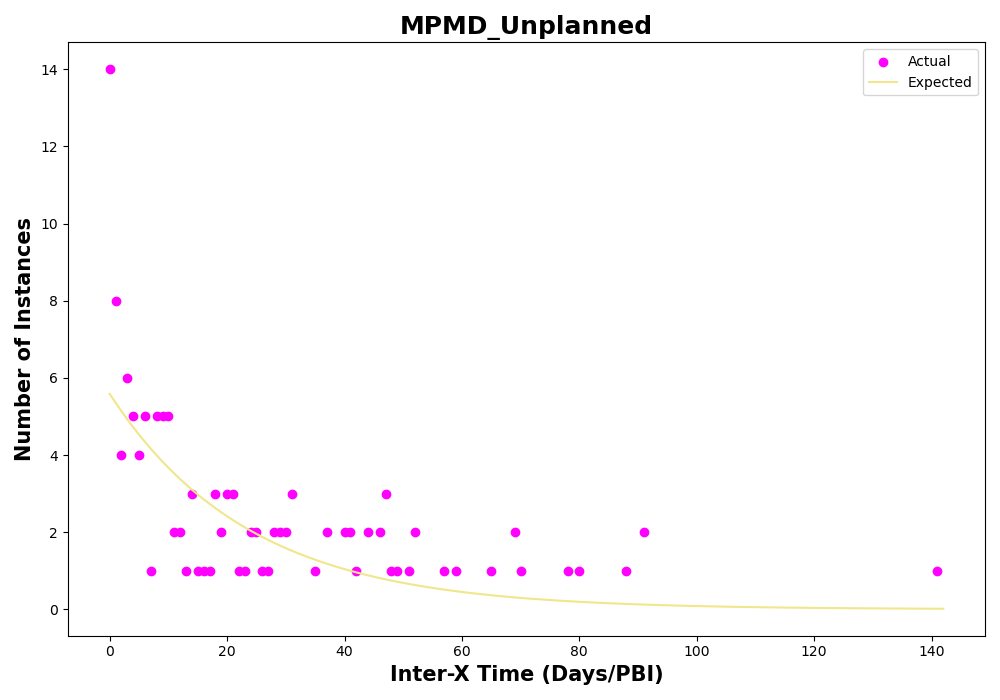 MPMD_Unplanned
Actual
Expected
Number of Instances
14
12
10
8
6
4
2
0
0 20 40 60 80 100 120 140
Inter-X Time (Days/PBI)